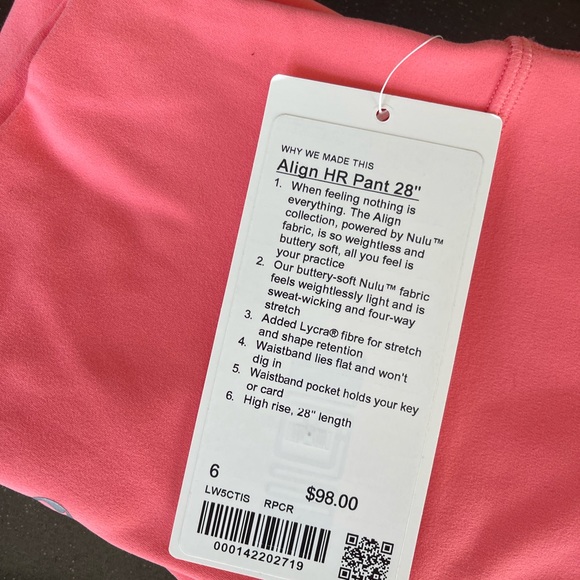 WHY WE MADE THIS
Align HR Pant 28"
1. When feeling nothing is
everything. The Align
collection, powered by Nulu™
fabric, is so weightless and
buttery soft, all you feel is
your practice
2. Our buttery-soft Nulu™ fabric
feels weightlessly light and is
sweat-wicking and four-way
stretch
3. Added Lycra® fibre for stretch
and shape retention
4. Waistband lies flat and won't
dig in
5. Waistband pocket holds your key
or card
6. High rise, 28" length
6 $98.00
LW5CTIS RPCR
000142202719